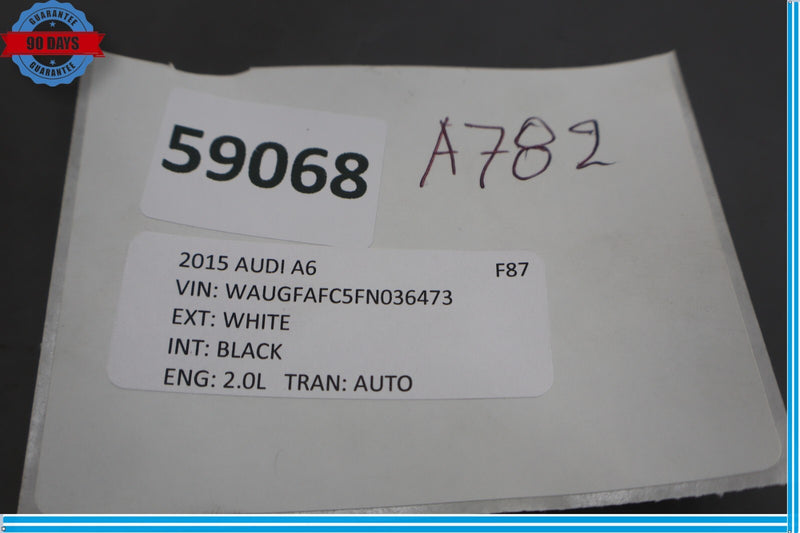 GUARANTEE
90 DAYS
GUARANTEE
59068
A782
2015 AUDI A6 F87
VIN: WAUGFAFC5FN036473
EXT: WHITE
INT: BLACK
ENG: 2.0L TRAN: AUTO